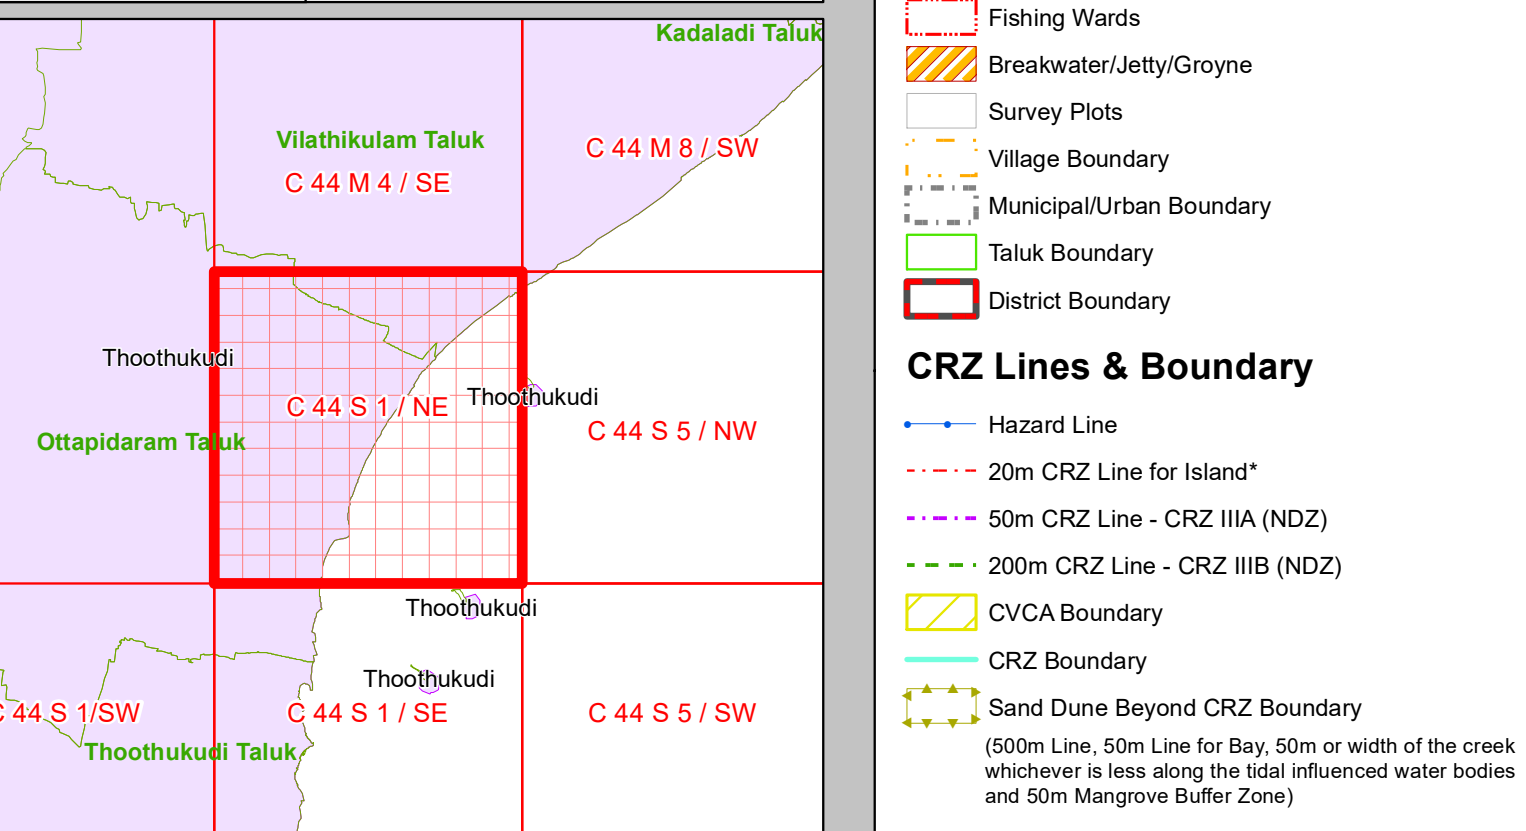 Kadaladi Taluk
Vilathikulam Taluk
C 44 M 8 / SW
C 44 M 4 / SE
Thoothukudi
Thoothukudi
C 44 S 1 / NE
C 44 S 5 / NW
Ottapidaram Taluk
Thoothukudi
Thoothukudi
C 44 S 1/SW
C 44 S 1 / SE
C 44 S 5 / SW
Thoothukudi Taluk
Fishing Wards
Breakwater/Jetty/Groyne
Survey Plots
Village Boundary
Municipal/Urban Boundary
Taluk Boundary
District Boundary
CRZ Lines & Boundary
Hazard Line
20m CRZ Line for Island*
50m CRZ Line - CRZ IIIA (NDZ)
200m CRZ Line - CRZ IIIB (NDZ)
CVCA Boundary
CRZ Boundary
Sand Dune Beyond CRZ Boundary
(500m Line, 50m Line for Bay, 50m or width of the creek
whichever is less along the tidal influenced water bodies
and 50m Mangrove Buffer Zone)